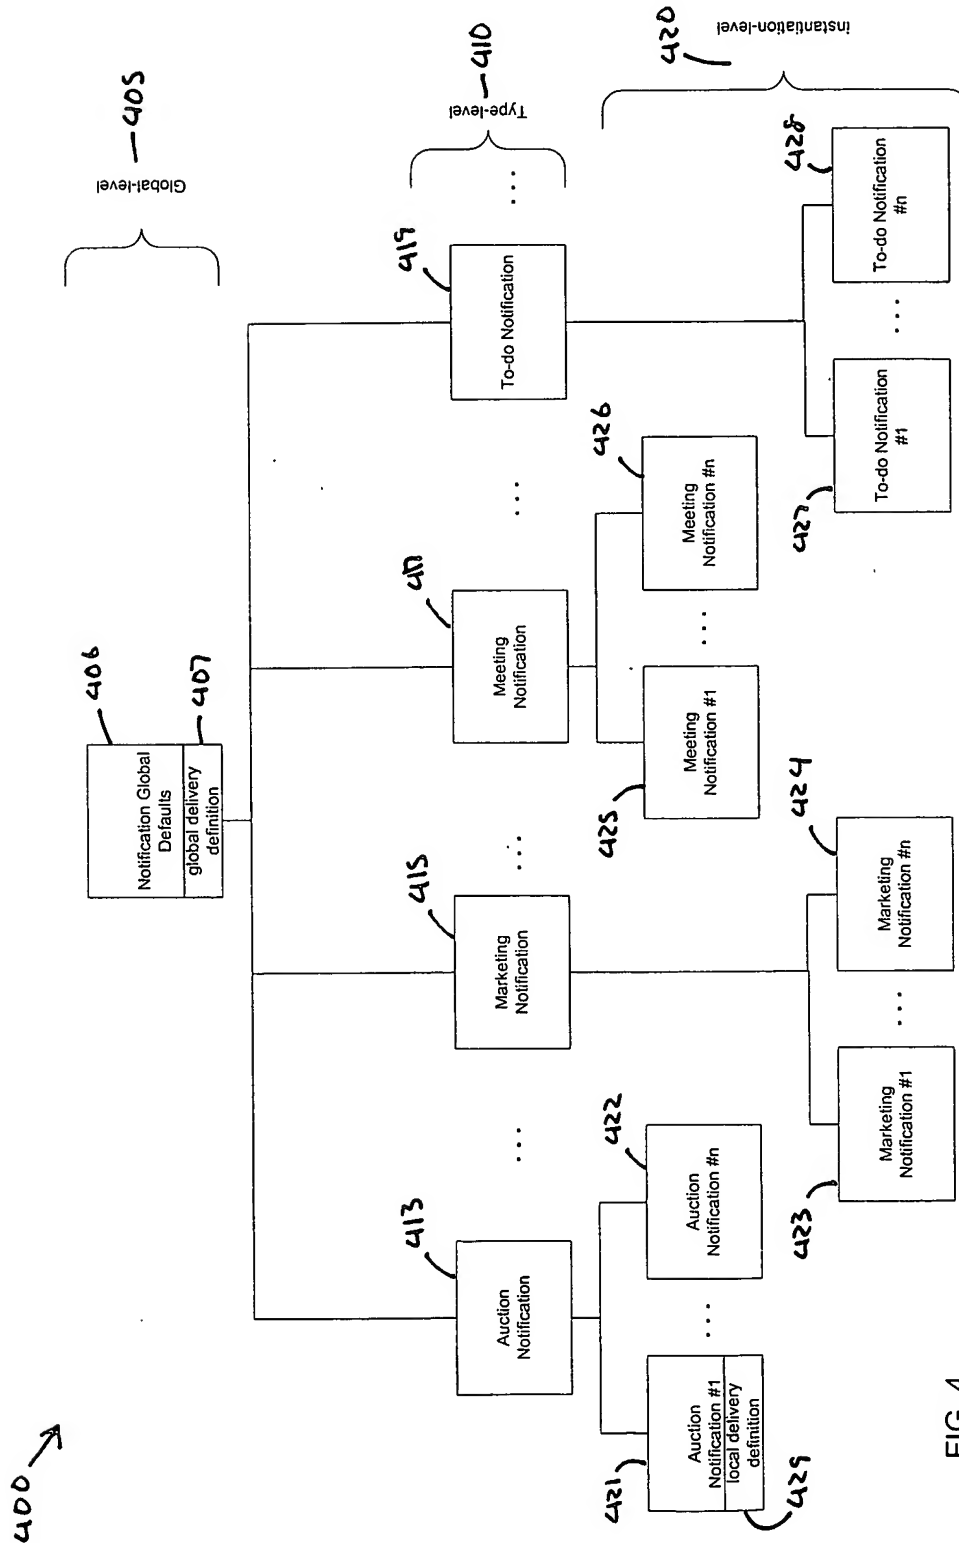 400
405
Global-level
406
Notification Global
Defaults
407
global delivery
definition
410
Type-level
413
Auction
Notification
...
415
Marketing
Notification
...
417
Meeting
Notification
...
419
To-do Notification
...
420
instantiation-level
421
Auction
Notification #1
local delivery
definition
429
...
422
Auction
Notification #n
423
Marketing
Notification #1
...
424
Marketing
Notification #n
425
Meeting
Notification #1
...
426
Meeting
Notification #n
427
To-do Notification
#1
...
428
To-do Notification
#n
FIG. 4